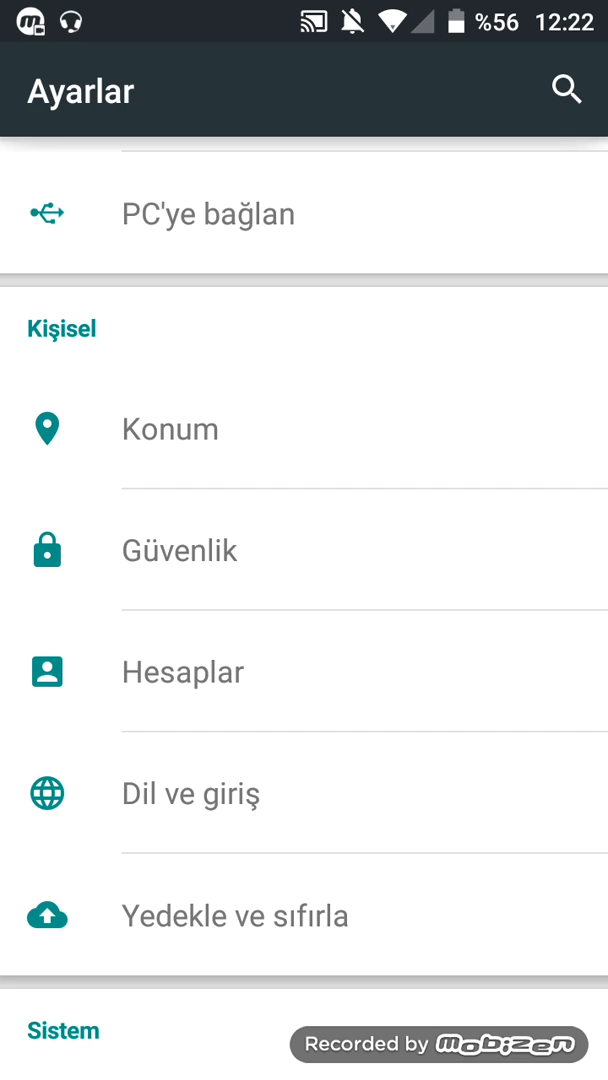 %56 12:22
Ayarlar
PC'ye bağlan
Kişisel
Konum
Güvenlik
Hesaplar
Dil ve giriş
Yedekle ve sıfırla
Sistem
Recorded by mobizen